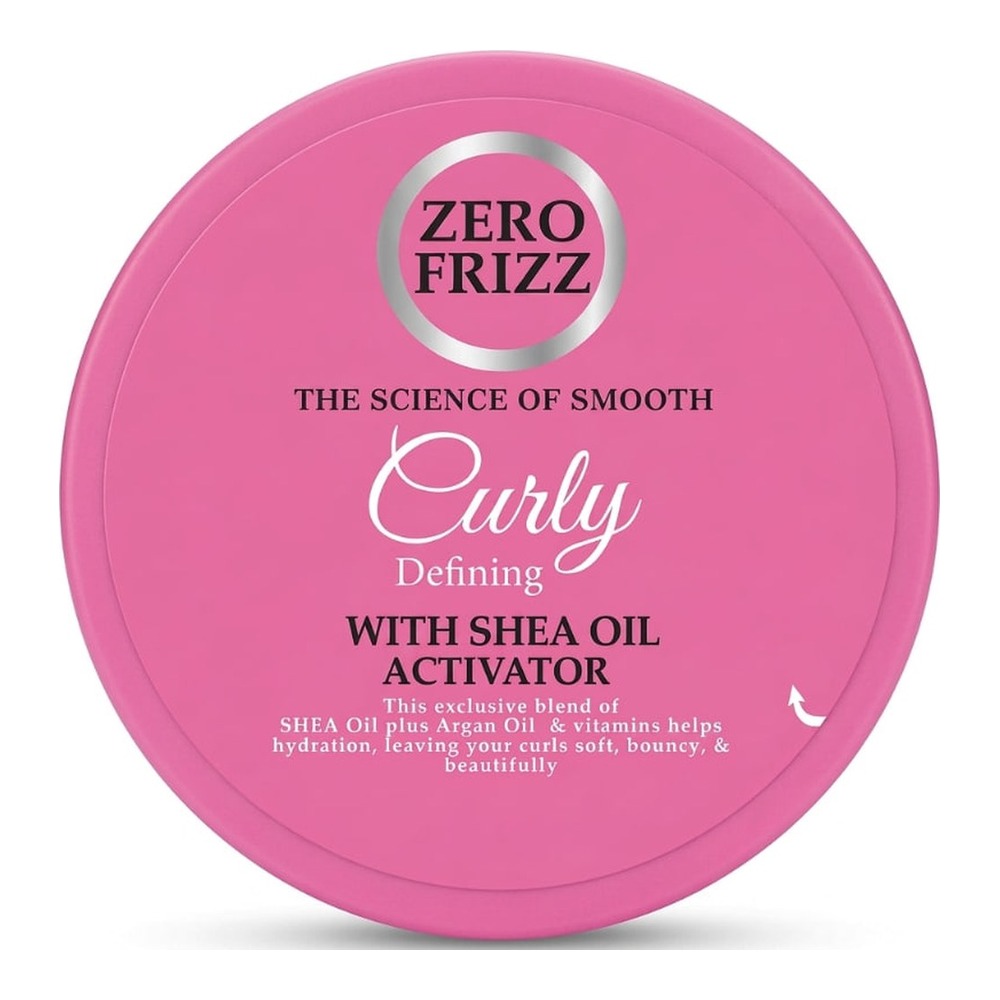 ZERO
FRIZZ
THE SCIENCE OF SMOOTH
Curly
Defining
WITH SHEA OIL
ACTIVATOR
This exclusive blend of
SHEA Oil plus Argan Oil & vitamins helps
hydration, leaving your curls soft, bouncy, &
beautifully